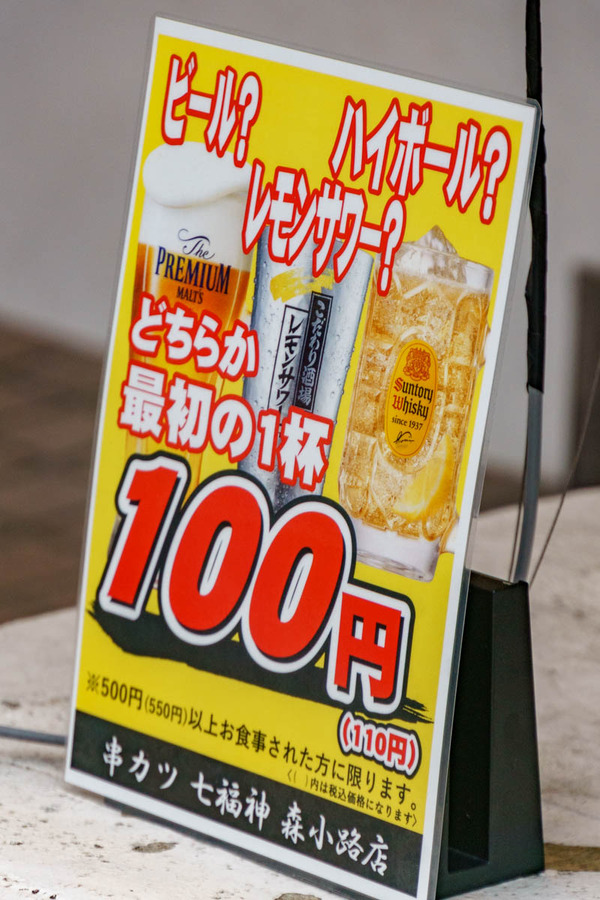 ビール?
ハイボール?
レモンサワー?
The
PREMIUM
MALT'S
こだわり酒場
レモンサワ
Suntory
Whisky
since 1937
どちらか
最初の1杯
100円
(110円)
※500円(550円)以上お食事された方に限ります。
〈( )内は税込価格になります〉
串カツ 七福神 森小路店